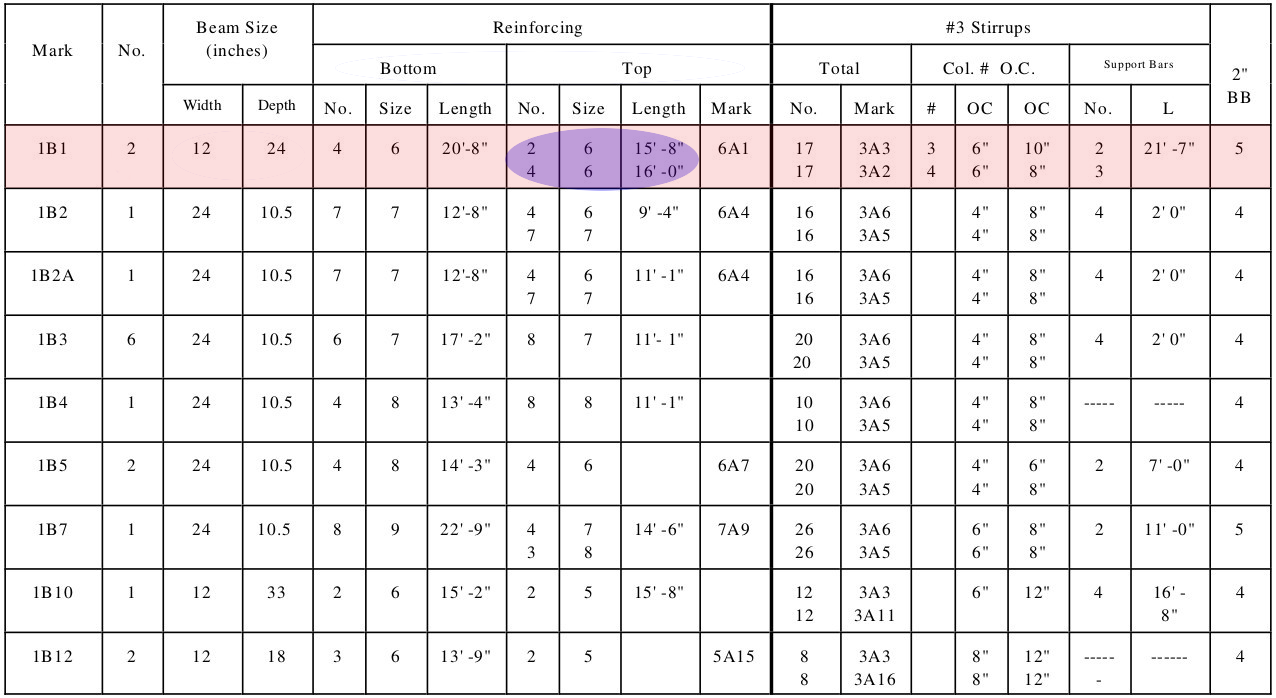 Mark No. Beam Size (inches) Reinforcing #3 Stirrups 2" BB
Bottom Top Total Col. # O.C. Support Bars
Width Depth No. Size Length No. Size Length Mark No. Mark # OC OC No. L
1B1 2 12 24 4 6 20'-8" 2 6 15' -8" 6A1 17 3A3 3 6" 10" 2 21' -7" 5
4 6 16' -0" 17 3A2 4 6" 8" 3
1B2 1 24 10.5 7 7 12'-8" 4 6 9' -4" 6A4 16 3A6 4" 8" 4 2' 0" 4
7 7 16 3A5 4" 8"
1B2A 1 24 10.5 7 7 12'-8" 4 6 11' -1" 6A4 16 3A6 4" 8" 4 2' 0" 4
7 7 16 3A5 4" 8"
1B3 6 24 10.5 6 7 17' -2" 8 7 11'- 1" 20 3A6 4" 8" 4 2' 0" 4
20 3A5 4" 8"
1B4 1 24 10.5 4 8 13' -4" 8 8 11' -1" 10 3A6 4" 8" ----- ----- 4
10 3A5 4" 8"
1B5 2 24 10.5 4 8 14' -3" 4 6 6A7 20 3A6 4" 6" 2 7' -0" 4
20 3A5 4" 8"
1B7 1 24 10.5 8 9 22' -9" 4 7 14' -6" 7A9 26 3A6 6" 8" 2 11' -0" 5
3 8 26 3A5 6" 8"
1B10 1 12 33 2 6 15' -2" 2 5 15' -8" 12 3A3 6" 12" 4 16' - 4
12 3A11 8"
1B12 2 12 18 3 6 13' -9" 2 5 5A15 8 3A3 8" 12" ----- ------ 4
8 3A16 8" 12" -